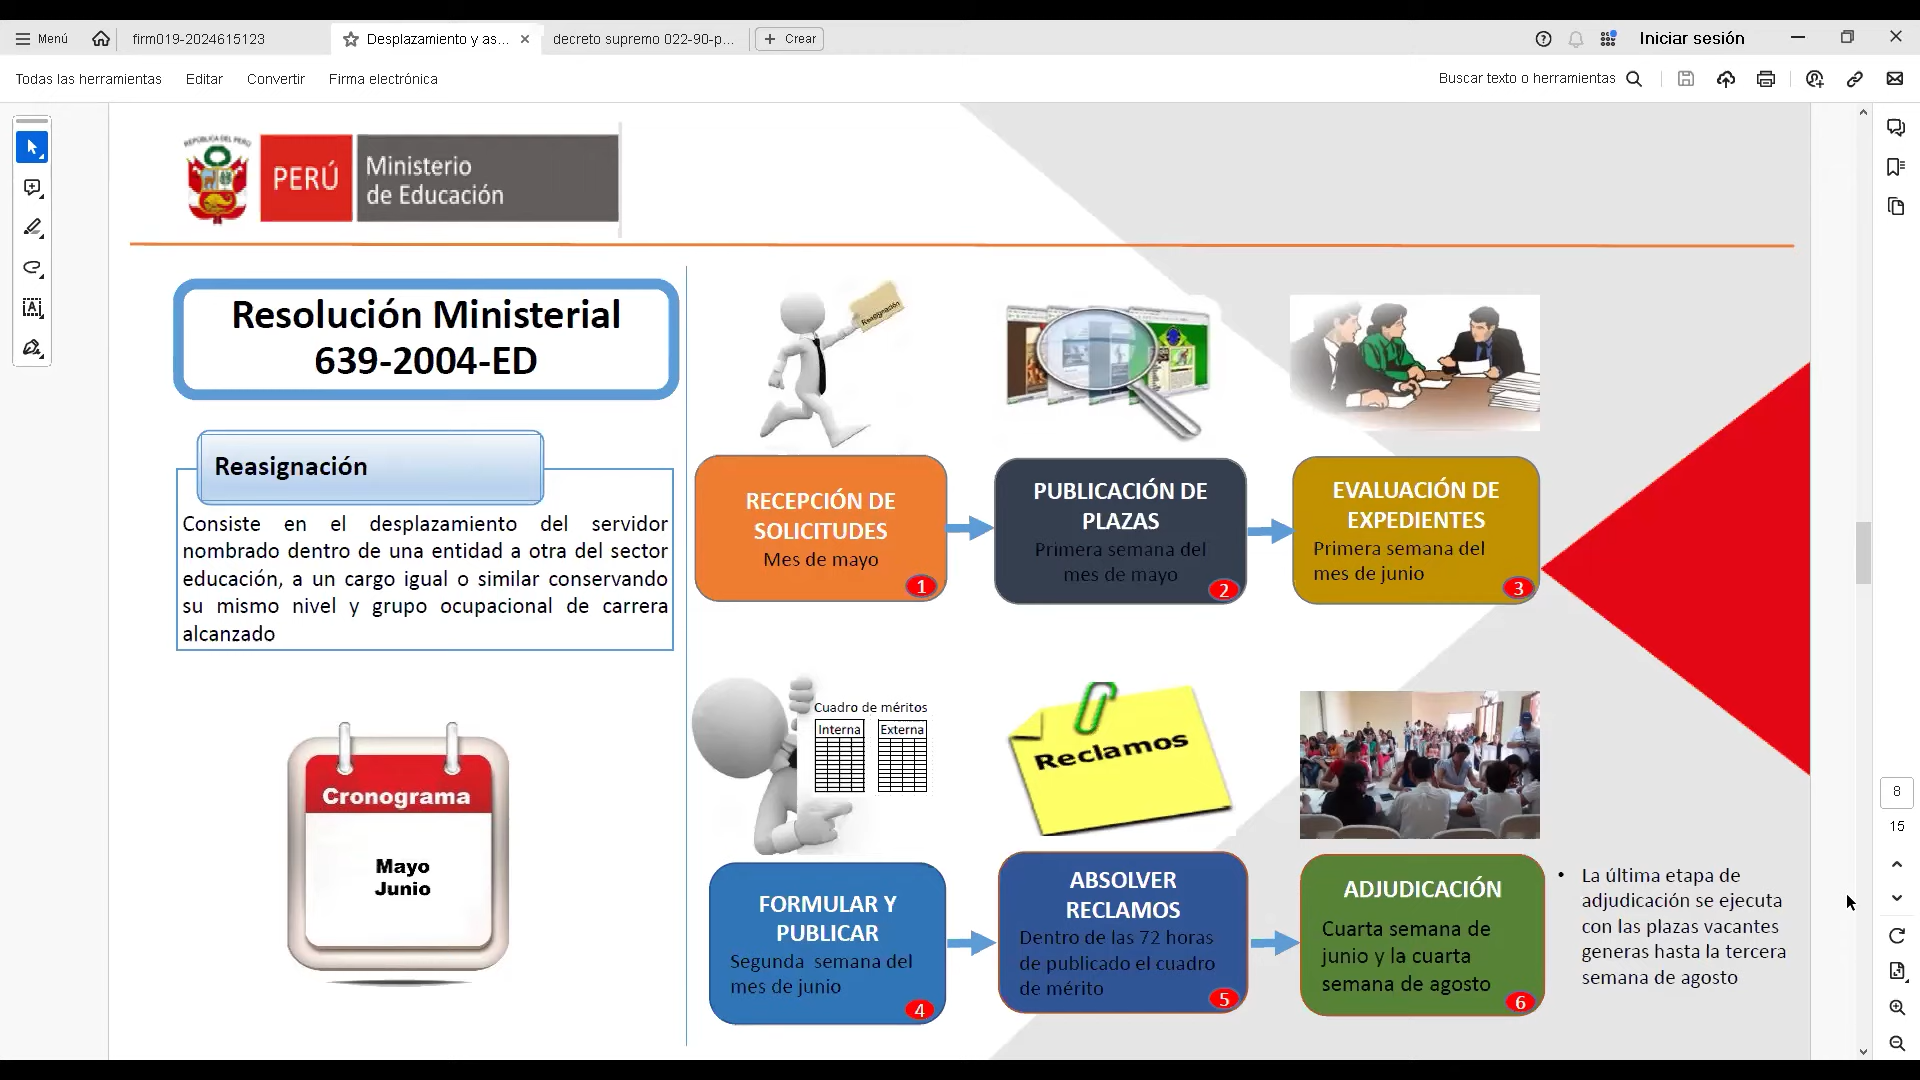 Menú
firm019-2024615123
Desplazamiento y as...
decreto supremo 022-90-p...
Crear
Iniciar sesión
Todas las herramientas
Editar
Convertir
Firma electrónica
Buscar texto o herramientas
REPÚBLICA DEL PERÚ
PERÚ
Ministerio
de Educación
Resolución Ministerial
639-2004-ED
Reasignación
Consiste en el desplazamiento del servidor
nombrado dentro de una entidad a otra del sector
educación, a un cargo igual o similar conservando
su mismo nivel y grupo ocupacional de carrera
alcanzado
Cronograma
Mayo
Junio
Reasignación
RECEPCIÓN DE
SOLICITUDES
Mes de mayo
1
PUBLICACIÓN DE
PLAZAS
Primera semana del
mes de mayo
2
EVALUACIÓN DE
EXPEDIENTES
Primera semana del
mes de junio
3
Cuadro de méritos
Interna
Externa
FORMULAR Y
PUBLICAR
Segunda semana del
mes de junio
4
Reclamos
ABSOLVER
RECLAMOS
Dentro de las 72 horas
de publicado el cuadro
de mérito
5
ADJUDICACIÓN
Cuarta semana de
junio y la cuarta
semana de agosto
6
• La última etapa de
adjudicación se ejecuta
con las plazas vacantes
generas hasta la tercera
semana de agosto
8
15